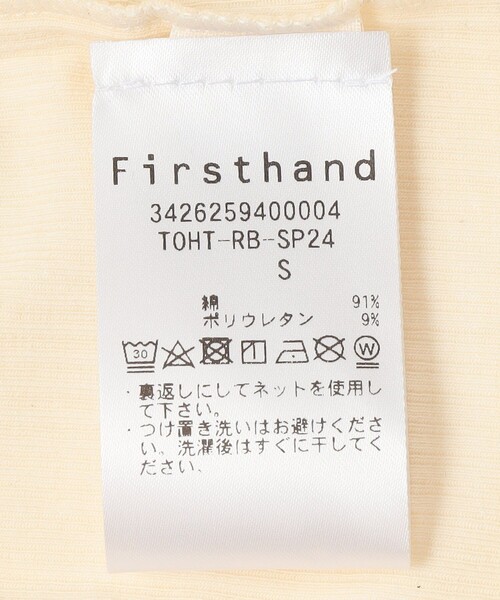 Firsthand
3426259400004
TOHT-RB-SP24
S
綿 91%
ポリウレタン 9%
30 W
・裏返しにしてネットを使用し
て下さい。
・つけ置き洗いはお避けくださ
い。洗濯後はすぐに干してく
ださい。